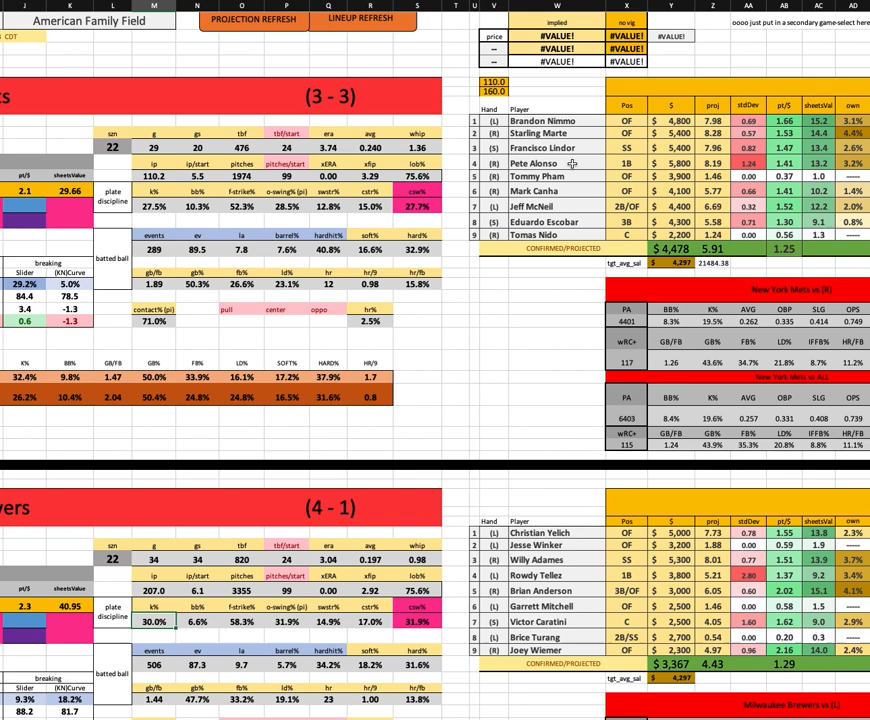 J K L M N O P Q R S T U V W X Y Z AA AB AC AD
American Family Field PROJECTION REFRESH LINEUP REFRESH implied no vig oooo just put in a secondary game-select here
CDT price #VALUE! #VALUE! #VALUE!
-- #VALUE! #VALUE!
-- #VALUE! #VALUE!
110.0
160.0
ts (3 - 3)
Hand Player Pos $ proj stdDev pt/$ sheetsVal own
1 (L) Brandon Nimmo OF $ 4,800 7.98 0.69 1.66 15.2 3.1%
2 (R) Starling Marte OF $ 5,400 8.28 0.57 1.53 14.4 4.4%
3 (S) Francisco Lindor SS $ 5,400 7.96 0.82 1.47 13.4 2.6%
4 (R) Pete Alonso 1B $ 5,800 8.19 1.24 1.41 13.2 3.2%
5 (R) Tommy Pham OF $ 3,900 1.46 0.00 0.37 1.0 -----
6 (R) Mark Canha OF $ 4,100 5.77 0.66 1.41 10.2 1.4%
7 (L) Jeff McNeil 2B/OF $ 4,400 6.69 0.32 1.52 12.2 2.0%
8 (S) Eduardo Escobar 3B $ 4,300 5.58 0.71 1.30 9.1 0.8%
9 (R) Tomas Nido C $ 2,200 1.24 0.00 0.56 1.3 -----
CONFIRMED/PROJECTED $ 4,478 5.91 1.25
tgt_avg_sal $ 4,297 21484.38
szn g gs tbf tbf/start era avg whip
22 29 20 476 24 3.74 0.240 1.36
ip ip/start pitches pitches/start xERA xfip lob%
110.2 5.5 1974 99 0.00 3.29 75.6%
pt/$ sheetsValue
2.1 29.66
plate discipline
k% bb% f-strike% o-swing% (pi) swstr% cstr% csw%
27.5% 10.3% 52.3% 28.5% 12.8% 15.0% 27.7%
batted ball
events ev la barrel% hardhit% soft% hard%
289 89.5 7.8 7.6% 40.8% 16.6% 32.9%
gb/fb gb% fb% ld% hr hr/9 hr/fb
1.89 50.3% 26.6% 23.1% 12 0.98 15.8%
breaking
Slider (KN)Curve
29.2% 5.0%
84.4 78.5
3.4 -1.3
0.6 -1.3
contact% (pi) pull center oppo hr%
71.0% 2.5%
K% BB% GB/FB GB% FB% LD% SOFT% HARD% HR/9
32.4% 9.8% 1.47 50.0% 33.9% 16.1% 17.2% 37.9% 1.7
26.2% 10.4% 2.04 50.4% 24.8% 24.8% 16.5% 31.6% 0.8
New York Mets vs (R)
PA BB% K% AVG OBP SLG OPS
4401 8.3% 19.5% 0.262 0.335 0.414 0.749
wRC+ GB/FB GB% FB% LD% IFFB% HR/FB
117 1.26 43.6% 34.7% 21.8% 8.7% 11.2%
New York Mets vs ALL
PA BB% K% AVG OBP SLG OPS
6403 8.4% 19.6% 0.257 0.331 0.408 0.739
wRC+ GB/FB GB% FB% LD% IFFB% HR/FB
115 1.24 43.9% 35.3% 20.8% 8.8% 11.1%
vers (4 - 1)
Hand Player Pos $ proj stdDev pt/$ sheetsVal own
1 (L) Christian Yelich OF $ 5,000 7.73 0.78 1.55 13.8 2.3%
2 (L) Jesse Winker OF $ 3,200 1.88 0.00 0.59 1.9 -----
3 (R) Willy Adames SS $ 5,300 8.01 0.77 1.51 13.9 3.7%
4 (L) Rowdy Tellez 1B $ 3,800 5.21 2.80 1.37 9.2 3.4%
5 (R) Brian Anderson 3B/OF $ 3,000 6.05 0.60 2.02 15.1 4.1%
6 (L) Garrett Mitchell OF $ 2,500 1.46 0.00 0.58 1.5 -----
7 (S) Victor Caratini C $ 2,500 4.05 1.60 1.62 9.0 2.9%
8 (L) Brice Turang 2B/SS $ 2,700 0.54 0.00 0.20 0.3 -----
9 (R) Joey Wiemer OF $ 2,300 4.97 0.96 2.16 14.0 2.4%
CONFIRMED/PROJECTED $ 3,367 4.43 1.29
tgt_avg_sal $ 4,297
szn g gs tbf tbf/start era avg whip
22 34 34 820 24 3.04 0.197 0.98
ip ip/start pitches pitches/start xERA xfip lob%
207.0 6.1 3355 99 0.00 2.92 75.6%
pt/$ sheetsValue
2.3 40.95
plate discipline
k% bb% f-strike% o-swing% (pi) swstr% cstr% csw%
30.0% 6.6% 58.3% 31.9% 14.9% 17.0% 31.9%
batted ball
events ev la barrel% hardhit% soft% hard%
506 87.3 9.7 5.7% 34.2% 18.2% 31.6%
gb/fb gb% fb% ld% hr hr/9 hr/fb
1.44 47.7% 33.2% 19.1% 23 1.00 13.8%
breaking
Slider (KN)Curve
9.3% 18.2%
88.2 81.7
Milwaukee Brewers vs (L)